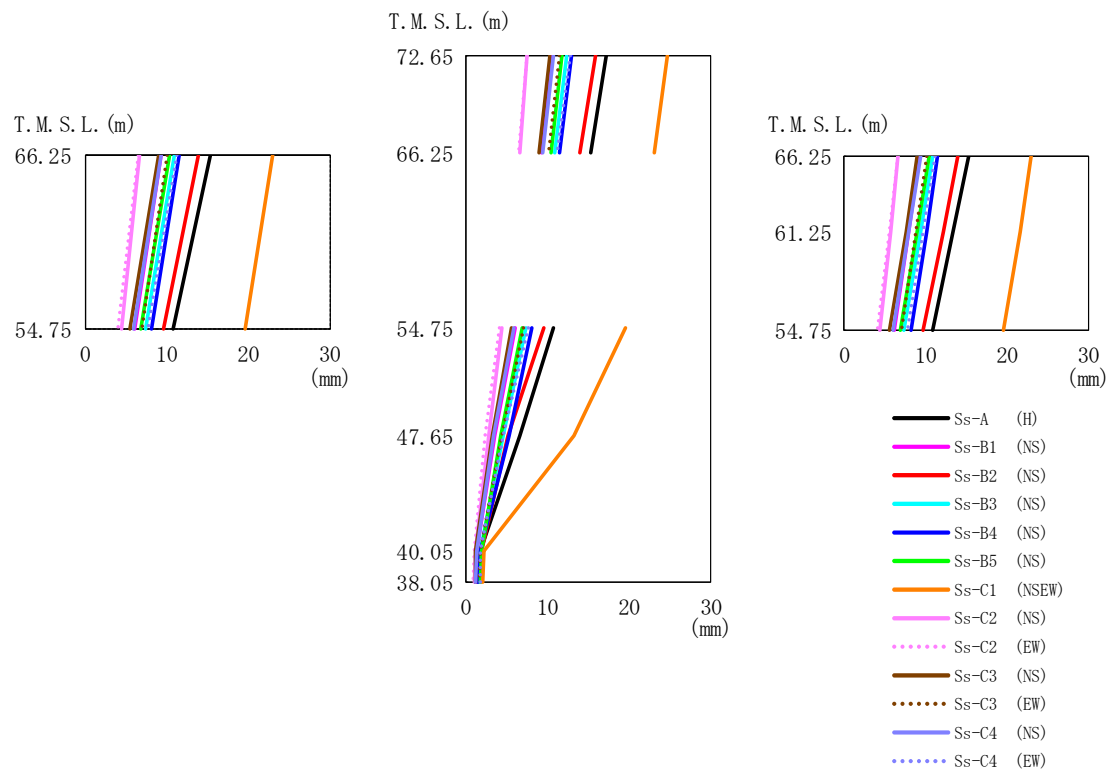 T.M.S.L.(m)
72.65
66.25
54.75
47.65
40.05
38.05
0 10 20 30
(mm)
T.M.S.L.(m)
66.25
54.75
0 10 20 30
(mm)
T.M.S.L.(m)
66.25
61.25
54.75
0 10 20 30
(mm)
Ss-A (H)
Ss-B1 (NS)
Ss-B2 (NS)
Ss-B3 (NS)
Ss-B4 (NS)
Ss-B5 (NS)
Ss-C1 (NSEW)
Ss-C2 (NS)
Ss-C2 (EW)
Ss-C3 (NS)
Ss-C3 (EW)
Ss-C4 (NS)
Ss-C4 (EW)